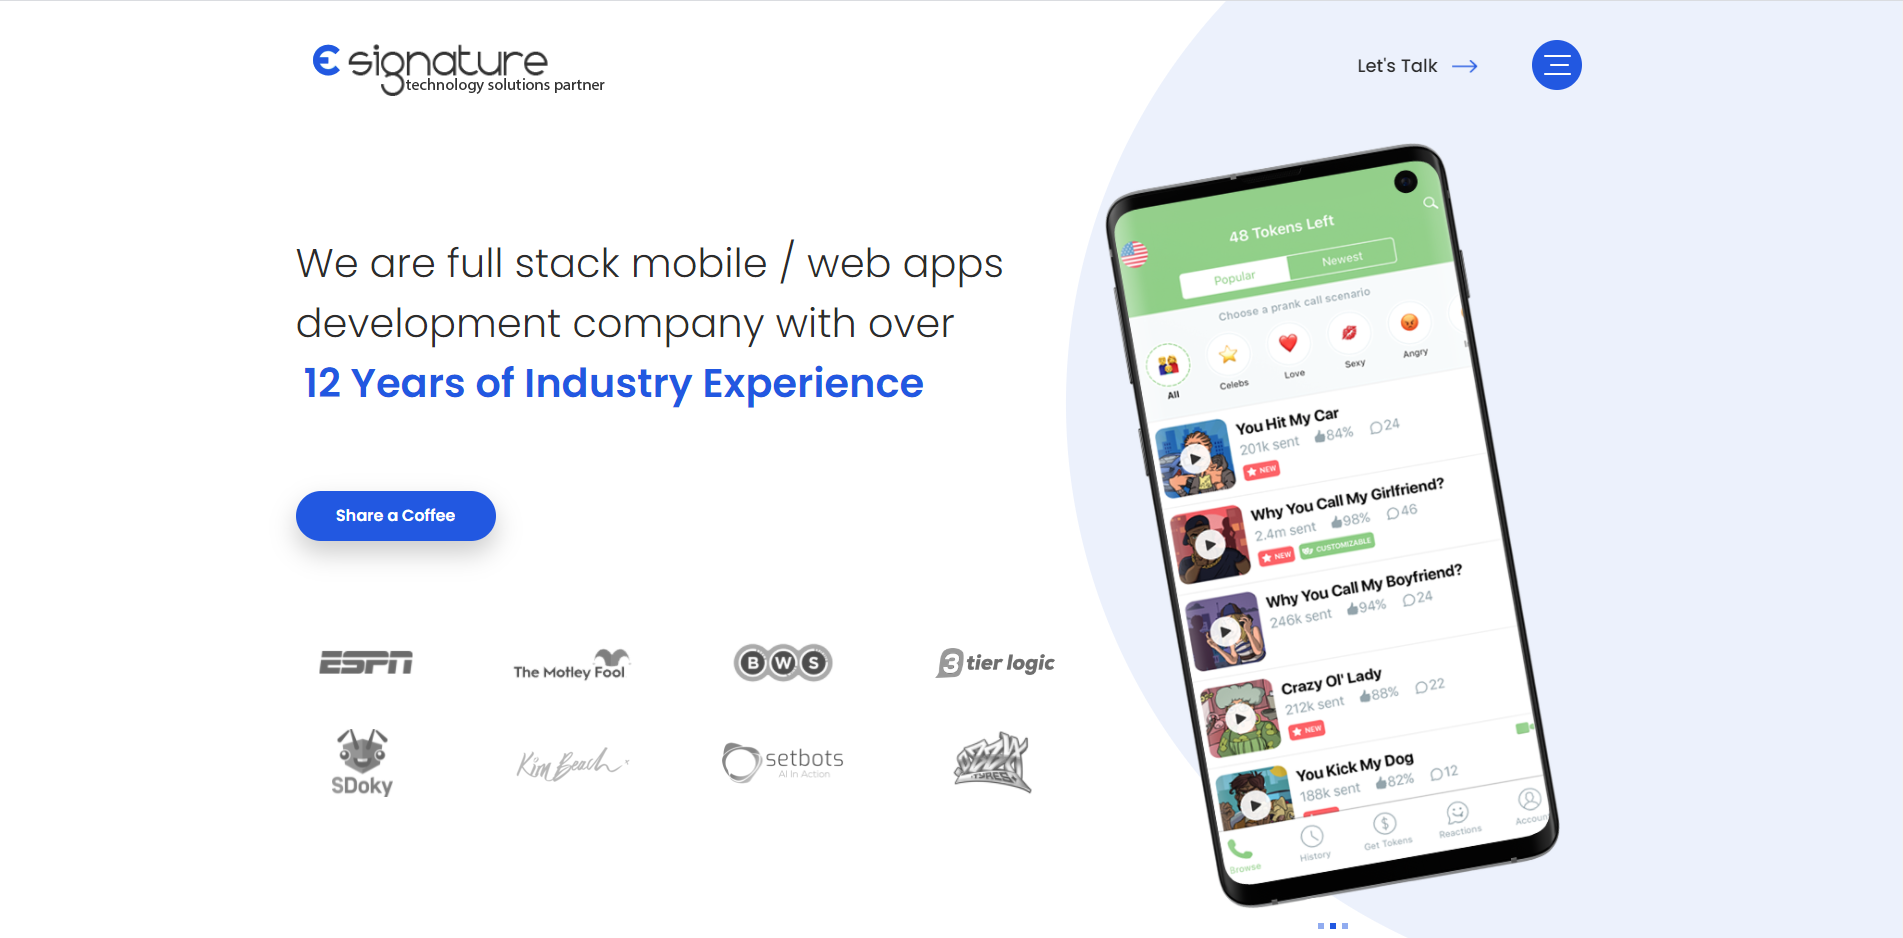 esignature
technology solutions partner
Let's Talk
We are full stack mobile / web apps
development company with over
12 Years of Industry Experience
Share a Coffee
ESPN
The Motley Fool
BWS
3 tier logic
SDoky
Kim Beach
setbots
AI In Action
OZZY
TYRES
48 Tokens Left
Popular
Newest
Choose a prank call scenario
All
Celebs
Love
Sexy
Angry
You Hit My Car
201k sent 84% 24
NEW
Why You Call My Girlfriend?
2.4m sent 98% 46
NEW CUSTOMIZABLE
Why You Call My Boyfriend?
246k sent 94% 24
Crazy Ol' Lady
212k sent 88% 22
NEW
You Kick My Dog
188k sent 82% 12
Browse
History
Get Tokens
Reactions
Accoun